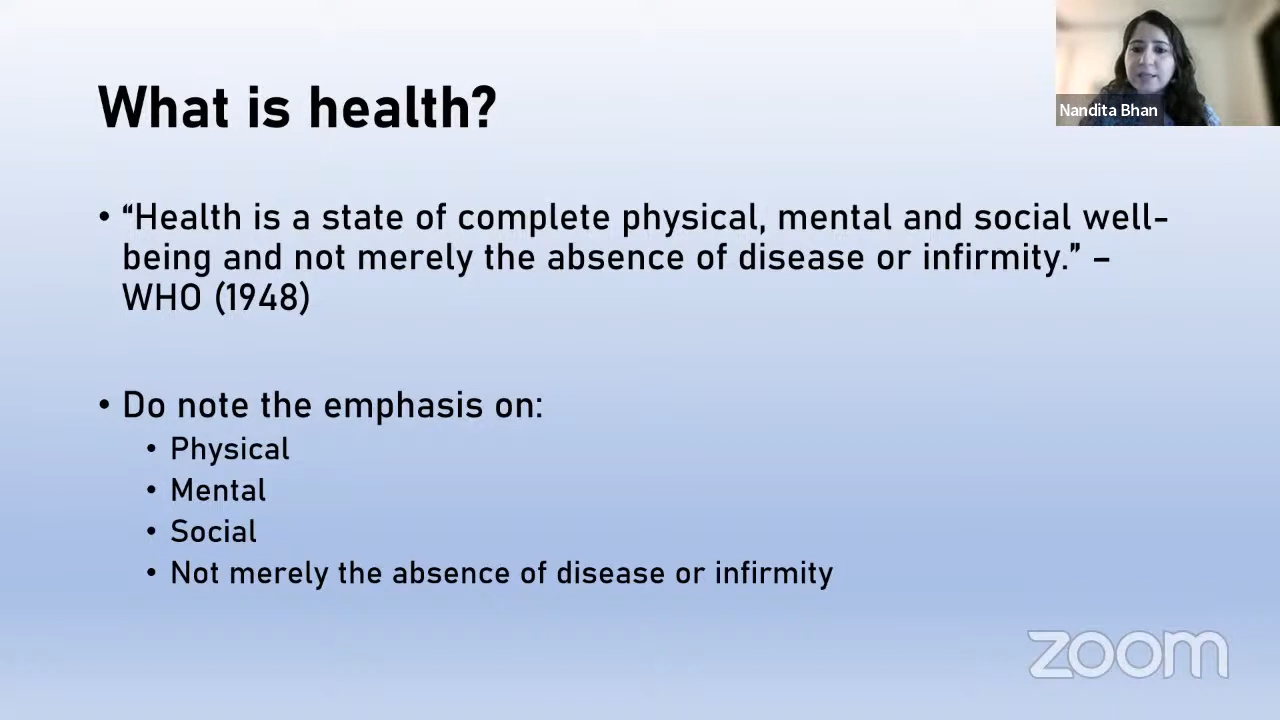 What is health?
Nandita Bhan
• “Health is a state of complete physical, mental and social well-
being and not merely the absence of disease or infirmity.” –
WHO (1948)
• Do note the emphasis on:
• Physical
• Mental
• Social
• Not merely the absence of disease or infirmity
zoom